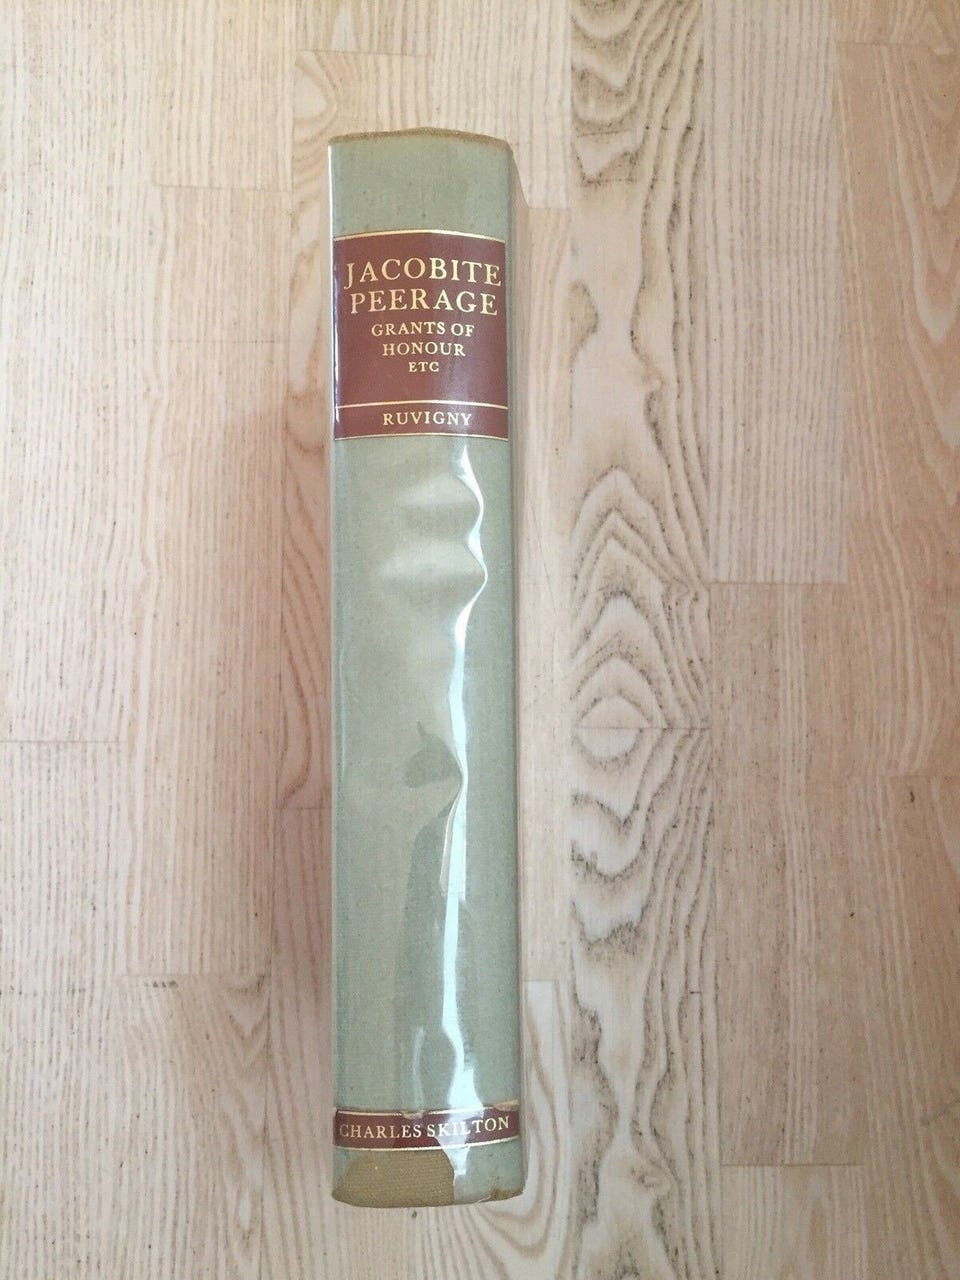 JACOBITE
PEERAGE
GRANTS OF
HONOUR
ETC
RUVIGNY
CHARLES SKILTON